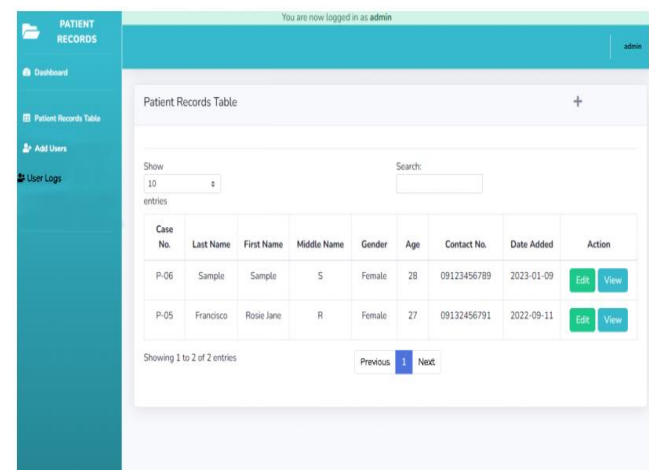 You are now logged in as admin
PATIENT
RECORDS
admin
Dashboard
Patient Records Table
Add Users
User Logs
Patient Records Table +
Show
10
entries
Search:
Case No. Last Name First Name Middle Name Gender Age Contact No. Date Added Action
P-06 Sample Sample S Female 28 09123456789 2023-01-09 Edit View
P-05 Francisco Rosie Jane R Female 27 09132456791 2022-09-11 Edit View
Showing 1 to 2 of 2 entries
Previous 1 Next